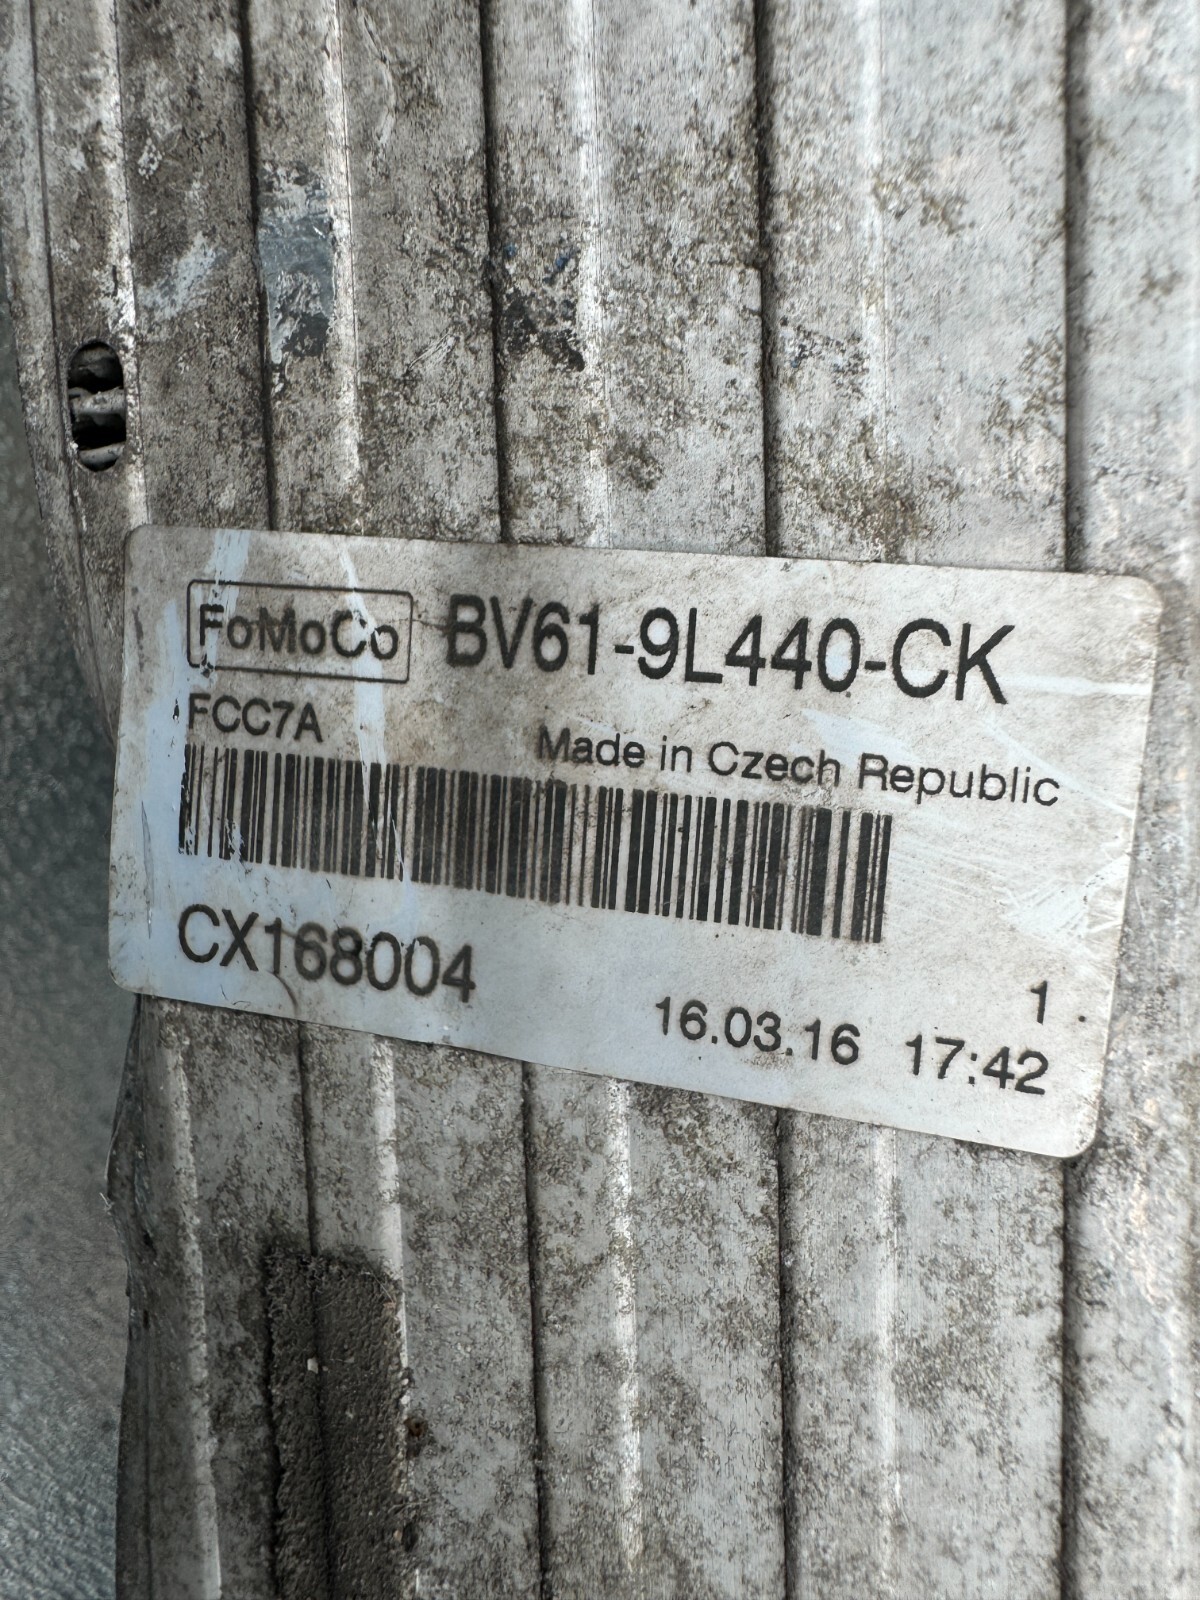 FoMoCo BV61-9L440-CK
FCC7A
Made in Czech Republic
CX168004
1
16.03.16 17:42